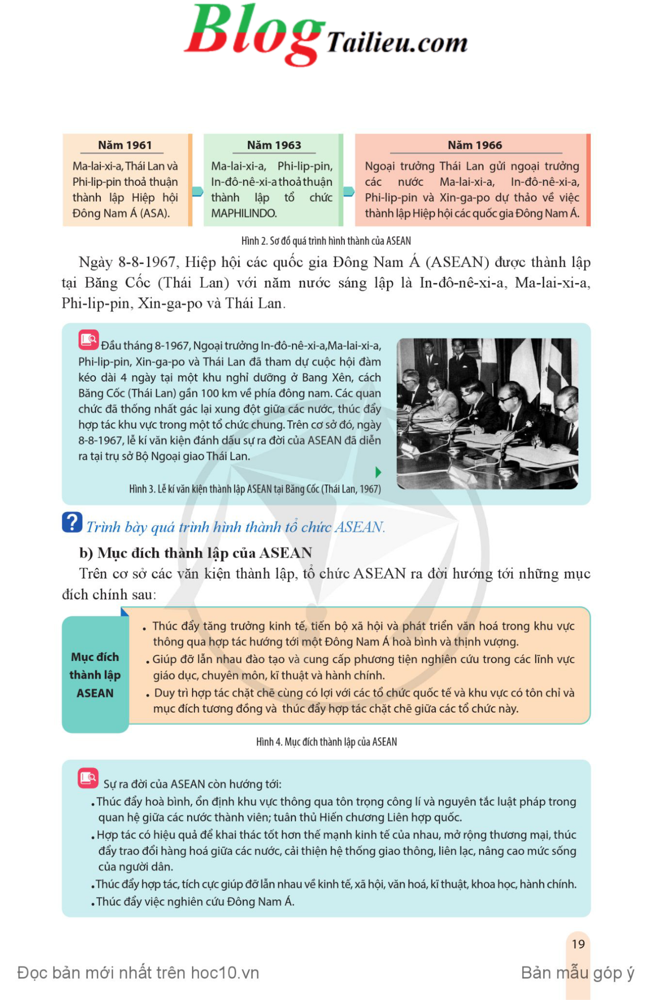 BlogTailieu.com
Năm 1961
Ma-lai-xi-a, Thái Lan và
Phi-lip-pin thoả thuận
thành lập Hiệp hội
Đông Nam Á (ASA).
Năm 1963
Ma-lai-xi-a, Phi-lip-pin,
In-đô-nê-xi-a thoả thuận
thành lập tổ chức
MAPHILINDO.
Năm 1966
Ngoại trưởng Thái Lan gửi ngoại trưởng
các nước Ma-lai-xi-a, In-đô-nê-xi-a,
Phi-lip-pin và Xin-ga-po dự thảo về việc
thành lập Hiệp hội các quốc gia Đông Nam Á.
Hình 2. Sơ đồ quá trình hình thành của ASEAN
Ngày 8-8-1967, Hiệp hội các quốc gia Đông Nam Á (ASEAN) được thành lập
tại Băng Cốc (Thái Lan) với năm nước sáng lập là In-đô-nê-xi-a, Ma-lai-xi-a,
Phi-lip-pin, Xin-ga-po và Thái Lan.
Đầu tháng 8-1967, Ngoại trưởng In-đô-nê-xi-a,Ma-lai-xi-a,
Phi-lip-pin, Xin-ga-po và Thái Lan đã tham dự cuộc hội đàm
kéo dài 4 ngày tại một khu nghỉ dưỡng ở Bang Xên, cách
Băng Cốc (Thái Lan) gần 100 km về phía đông nam. Các quan
chức đã thống nhất gác lại xung đột giữa các nước, thúc đẩy
hợp tác khu vực trong một tổ chức chung. Trên cơ sở đó, ngày
8-8-1967, lễ kí văn kiện đánh dấu sự ra đời của ASEAN đã diễn
ra tại trụ sở Bộ Ngoại giao Thái Lan.
Hình 3. Lễ kí văn kiện thành lập ASEAN tại Băng Cốc (Thái Lan, 1967)
? Trình bày quá trình hình thành tổ chức ASEAN.
b) Mục đích thành lập của ASEAN
Trên cơ sở các văn kiện thành lập, tổ chức ASEAN ra đời hướng tới những mục
đích chính sau:
Mục đích
thành lập
ASEAN
• Thúc đẩy tăng trưởng kinh tế, tiến bộ xã hội và phát triển văn hoá trong khu vực
thông qua hợp tác hướng tới một Đông Nam Á hoà bình và thịnh vượng.
• Giúp đỡ lẫn nhau đào tạo và cung cấp phương tiện nghiên cứu trong các lĩnh vực
giáo dục, chuyên môn, kĩ thuật và hành chính.
• Duy trì hợp tác chặt chẽ cùng có lợi với các tổ chức quốc tế và khu vực có tôn chỉ và
mục đích tương đồng và thúc đẩy hợp tác chặt chẽ giữa các tổ chức này.
Hình 4. Mục đích thành lập của ASEAN
Sự ra đời của ASEAN còn hướng tới:
• Thúc đẩy hoà bình, ổn định khu vực thông qua tôn trọng công lí và nguyên tắc luật pháp trong
quan hệ giữa các nước thành viên; tuân thủ Hiến chương Liên hợp quốc.
• Hợp tác có hiệu quả để khai thác tốt hơn thế mạnh kinh tế của nhau, mở rộng thương mại, thúc
đẩy trao đổi hàng hoá giữa các nước, cải thiện hệ thống giao thông, liên lạc, nâng cao mức sống
của người dân.
• Thúc đẩy hợp tác, tích cực giúp đỡ lẫn nhau về kinh tế, xã hội, văn hoá, kĩ thuật, khoa học, hành chính.
• Thúc đẩy việc nghiên cứu Đông Nam Á.
19
Đọc bản mới nhất trên hoc10.vn
Bản mẫu góp ý